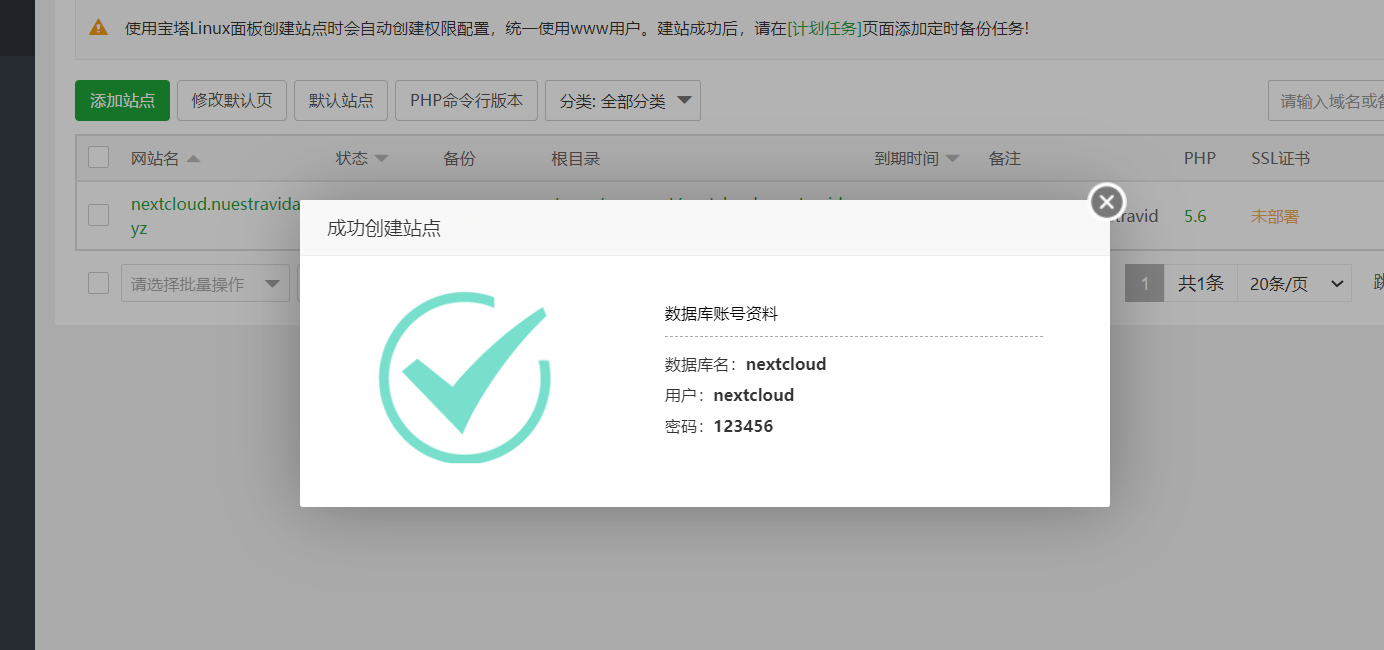 使用宝塔Linux面板创建站点时会自动创建权限配置，统一使用www用户。建站成功后，请在[计划任务]页面添加定时备份任务!
添加站点 修改默认页 默认站点 PHP命令行版本 分类: 全部分类 请输入域名或备
网站名 状态 备份 根目录 到期时间 备注 PHP SSL证书
nextcloud.nuestravida
yz
ravid 5.6 未部署
成功创建站点
请选择批量操作 1 共1条 20条/页 跳
数据库账号资料
数据库名：nextcloud
用户：nextcloud
密码：123456